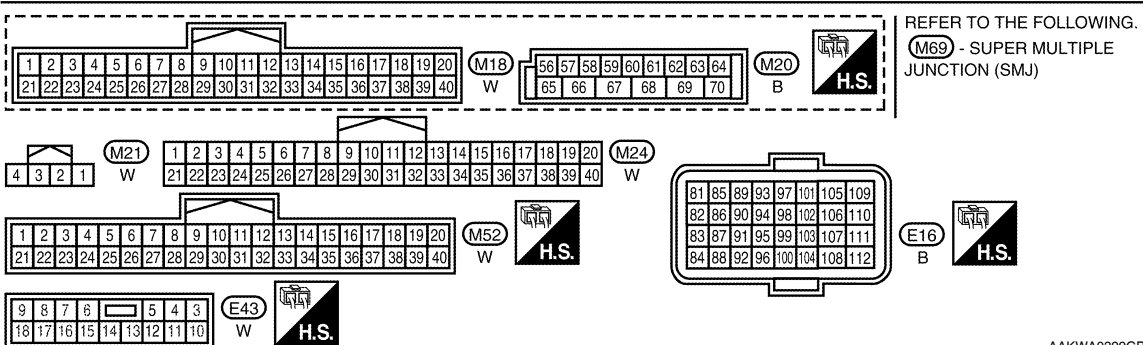 REFER TO THE FOLLOWING.
M69 - SUPER MULTIPLE
JUNCTION (SMJ)
1 2 3 4 5 6 7 8 9 10 11 12 13 14 15 16 17 18 19 20
21 22 23 24 25 26 27 28 29 30 31 32 33 34 35 36 37 38 39 40
M18
W
56 57 58 59 60 61 62 63 64
65 66 67 68 69 70
M20
B
H.S.
4 3 2 1
M21
W
1 2 3 4 5 6 7 8 9 10 11 12 13 14 15 16 17 18 19 20
21 22 23 24 25 26 27 28 29 30 31 32 33 34 35 36 37 38 39 40
M24
W
1 2 3 4 5 6 7 8 9 10 11 12 13 14 15 16 17 18 19 20
21 22 23 24 25 26 27 28 29 30 31 32 33 34 35 36 37 38 39 40
M52
W
H.S.
81 85 89 93 97 101 105 109
82 86 90 94 98 102 106 110
83 87 91 95 99 103 107 111
84 88 92 96 100 104 108 112
E16
B
H.S.
9 8 7 6 5 4 3
18 17 16 15 14 13 12 11 10
E43
W
H.S.